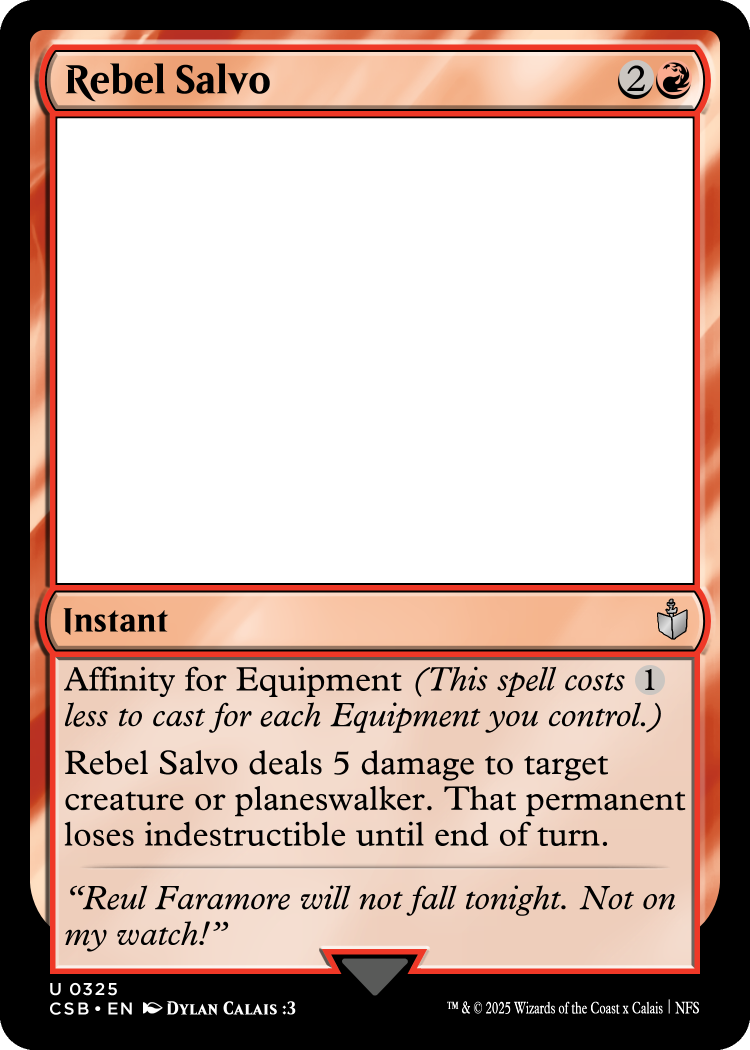 Rebel Salvo 2
Instant
Affinity for Equipment (This spell costs 1
less to cast for each Equipment you control.)
Rebel Salvo deals 5 damage to target
creature or planeswalker. That permanent
loses indestructible until end of turn.
“Reul Faramore will not fall tonight. Not on
my watch!”
U 0325
CSB • EN DYLAN CALAIS :3
™ & © 2025 Wizards of the Coast x Calais | NFS